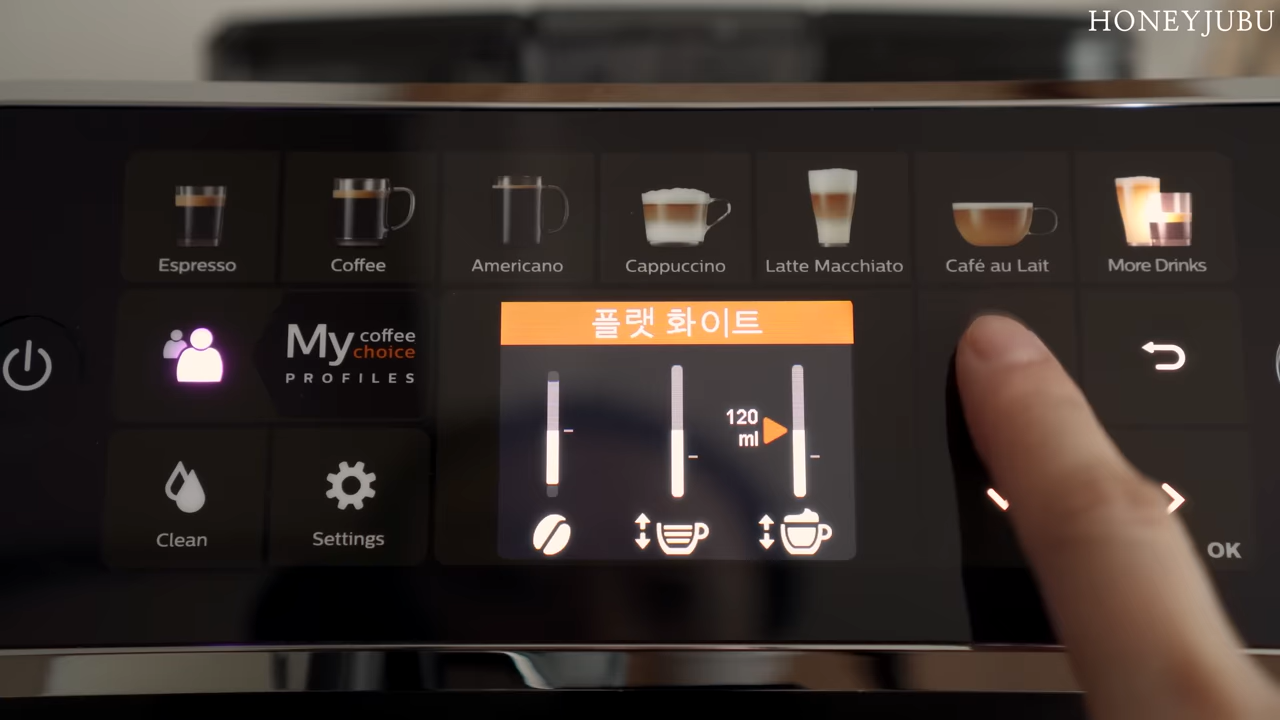 HONEYJUBU
Espresso
Coffee
Americano
Cappuccino
Latte Macchiato
Café au Lait
More Drinks
My coffee choice
PROFILES
플랫 화이트
120
ml
Clean
Settings
OK